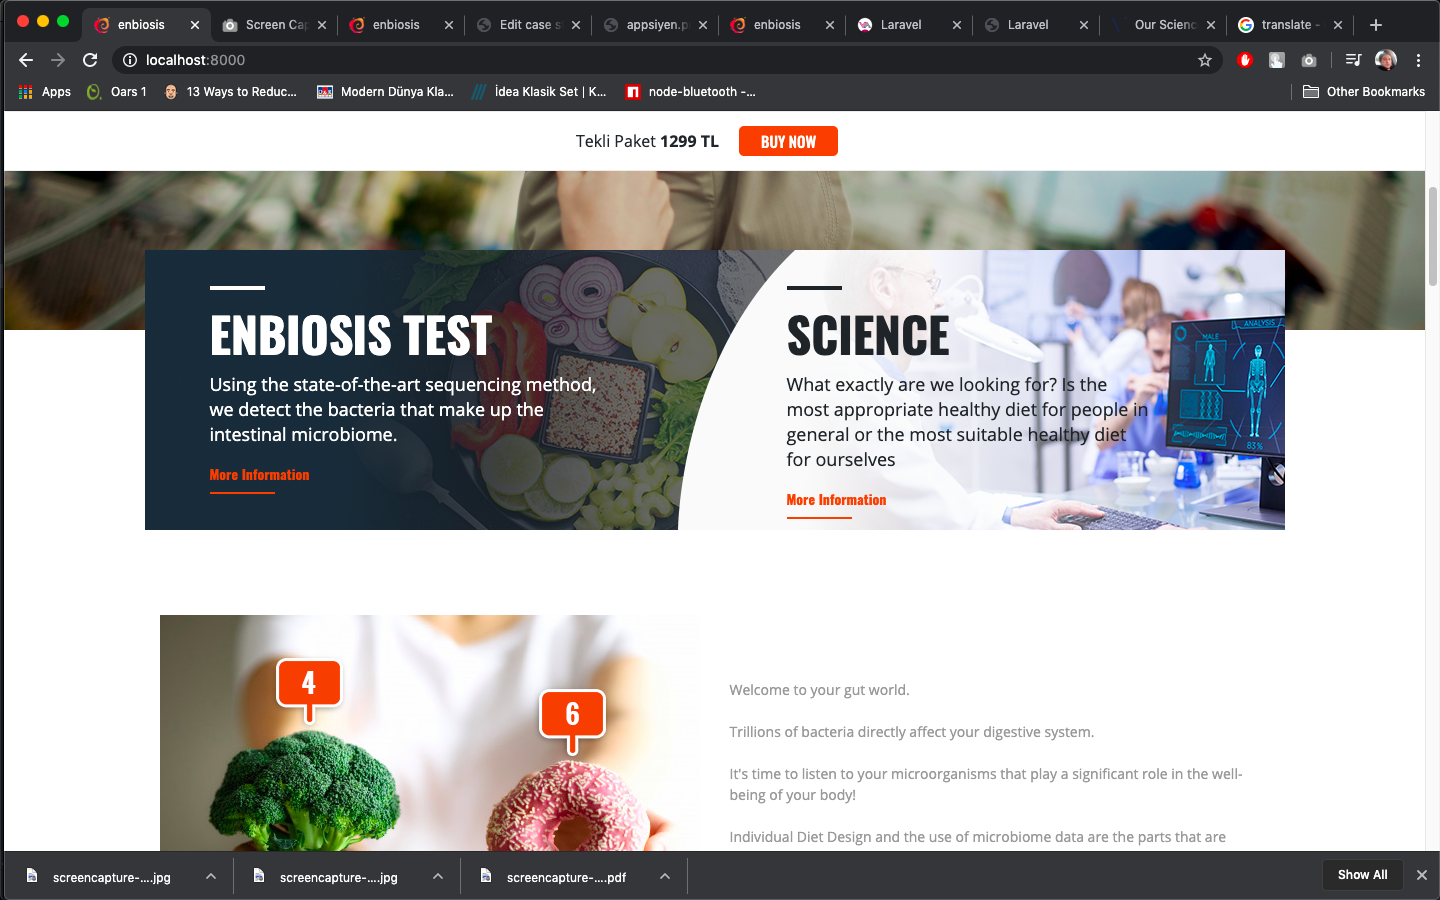 enbiosis
Screen Cap
enbiosis
Edit case s
appsiyen.p
enbiosis
Laravel
Laravel
Our Scienc
translate -
localhost:8000
Apps
Oars 1
13 Ways to Reduc...
Modern Dünya Kla...
İdea Klasik Set | K...
node-bluetooth -...
Other Bookmarks
Tekli Paket 1299 TL
BUY NOW
ENBIOSIS TEST
Using the state-of-the-art sequencing method,
we detect the bacteria that make up the
intestinal microbiome.
More Information
SCIENCE
What exactly are we looking for? Is the
most appropriate healthy diet for people in
general or the most suitable healthy diet
for ourselves
More Information
MALE
ANALYSIS
83%
4
6
Welcome to your gut world.
Trillions of bacteria directly affect your digestive system.
It's time to listen to your microorganisms that play a significant role in the well-
being of your body!
Individual Diet Design and the use of microbiome data are the parts that are
screencapture-....jpg
screencapture-....jpg
screencapture-....pdf
Show All